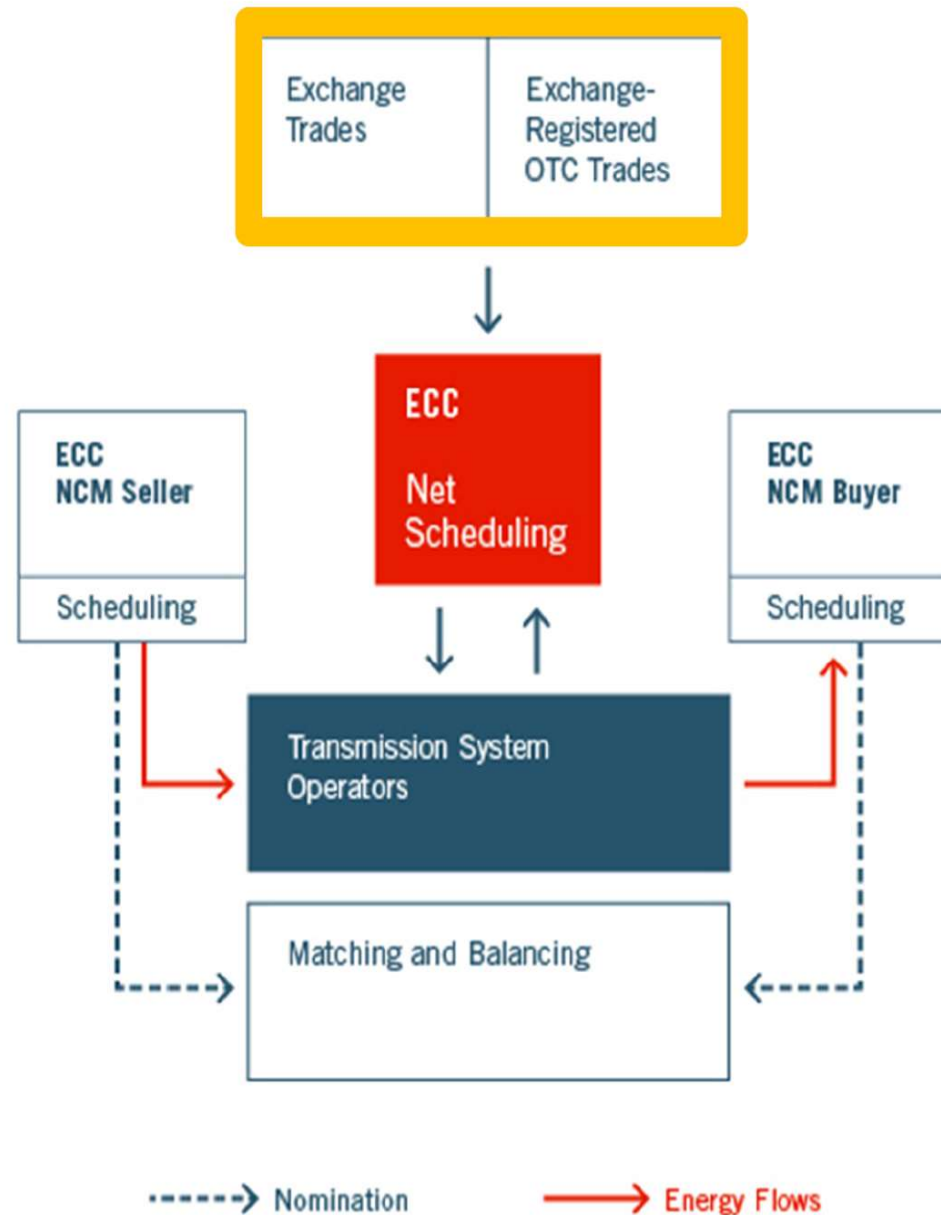 Exchange
Trades
Exchange-
Registered
OTC Trades
ECC
Net
Scheduling
ECC
NCM Seller
Scheduling
ECC
NCM Buyer
Scheduling
Transmission System
Operators
Matching and Balancing
Nomination
Energy Flows